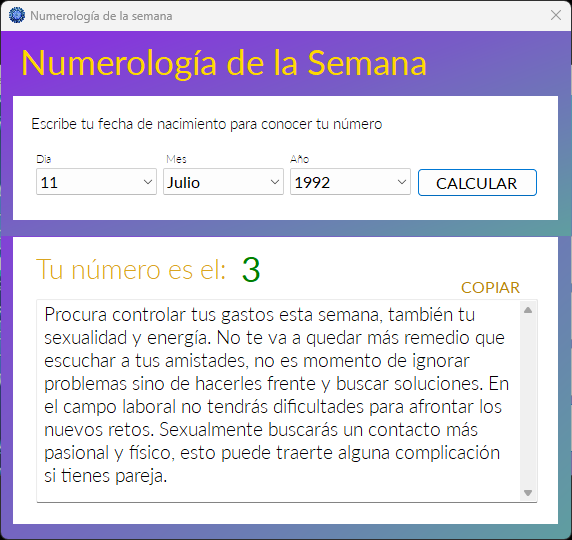 Numerología de la semana
Numerología de la Semana
Escribe tu fecha de nacimiento para conocer tu número
Dia Mes Año
11 Julio 1992 CALCULAR
Tu número es el: 3
COPIAR
Procura controlar tus gastos esta semana, también tu
sexualidad y energía. No te va a quedar más remedio que
escuchar a tus amistades, no es momento de ignorar
problemas sino de hacerles frente y buscar soluciones. En
el campo laboral no tendrás dificultades para afrontar los
nuevos retos. Sexualmente buscarás un contacto más
pasional y físico, esto puede traerte alguna complicación
si tienes pareja.